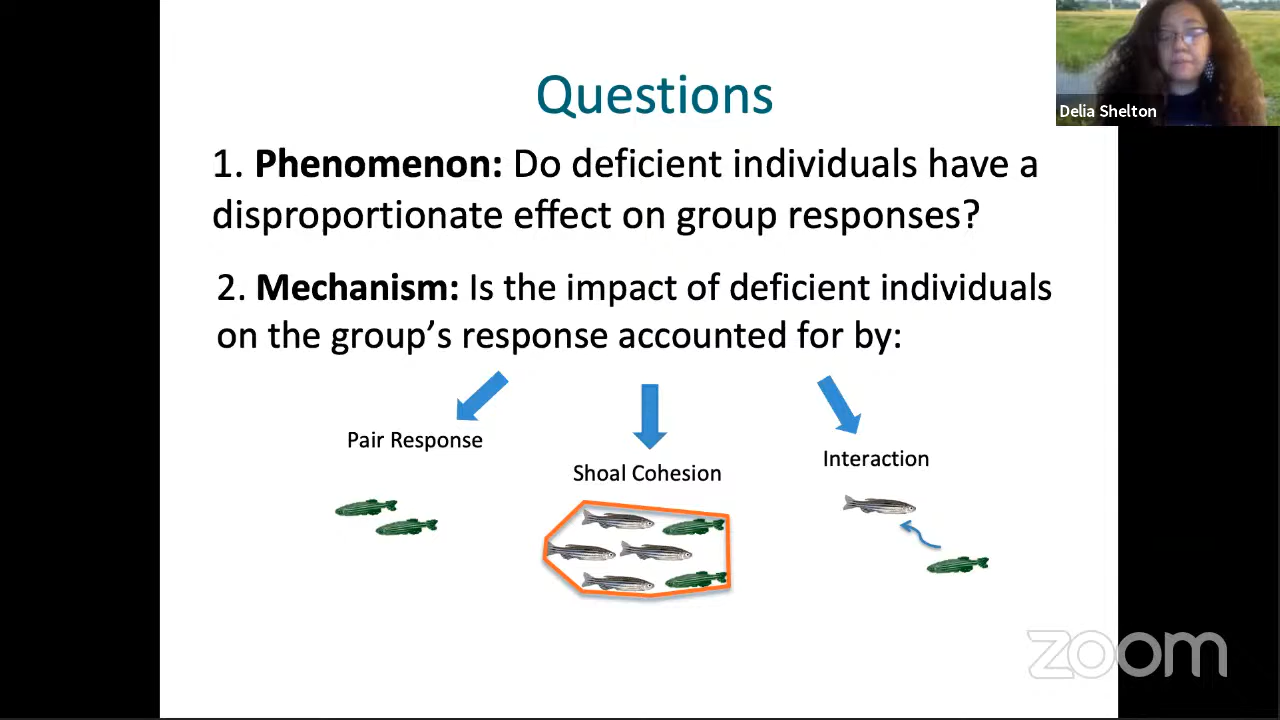 Questions
Delia Shelton
1. Phenomenon: Do deficient individuals have a
disproportionate effect on group responses?
2. Mechanism: Is the impact of deficient individuals
on the group’s response accounted for by:
Pair Response
Shoal Cohesion
Interaction
zoom